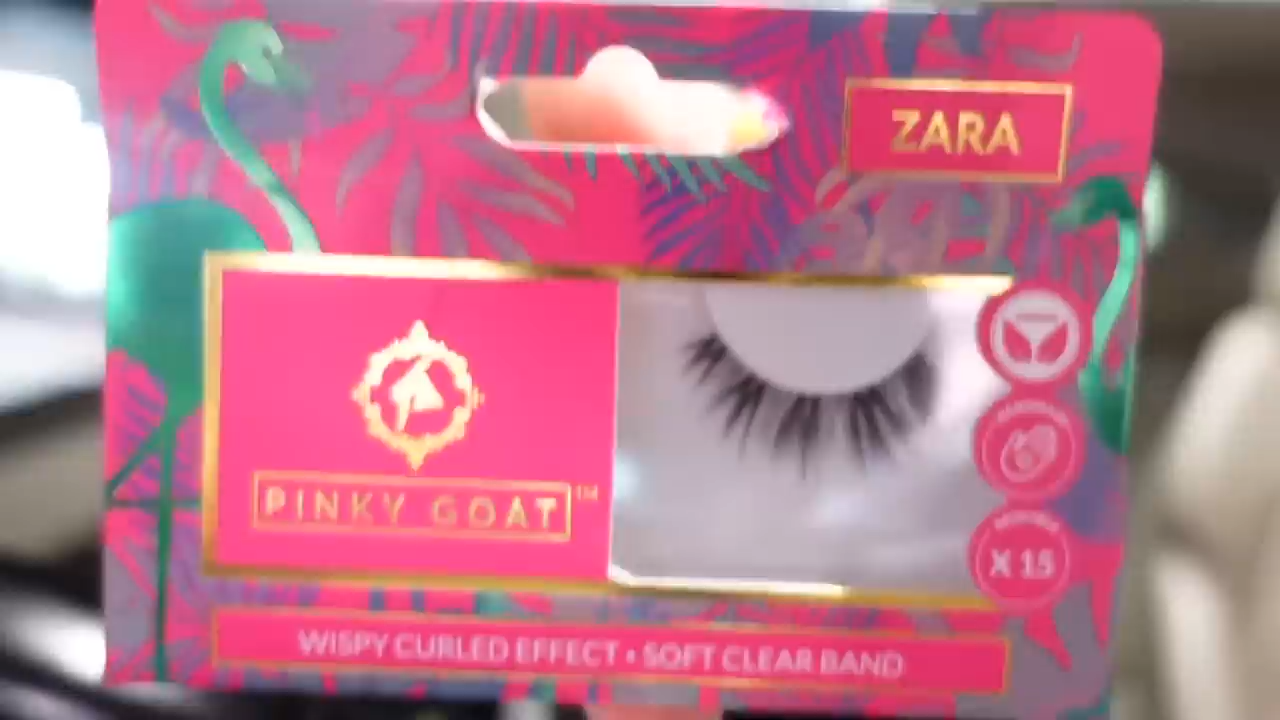 ZARA
PINKY GOAT™
X 15
WISPY CURLED EFFECT • SOFT CLEAR BAND